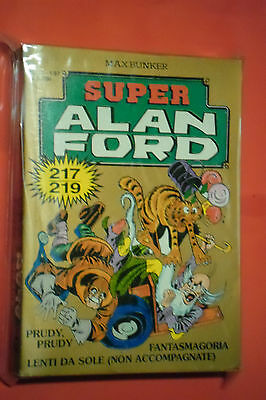 MAX BUNKER
SUPER
ALAN
FORD
217
219
PRUDY,
PRUDY
FANTASMAGORIA
LENTI DA SOLE (NON ACCOMPAGNATE)